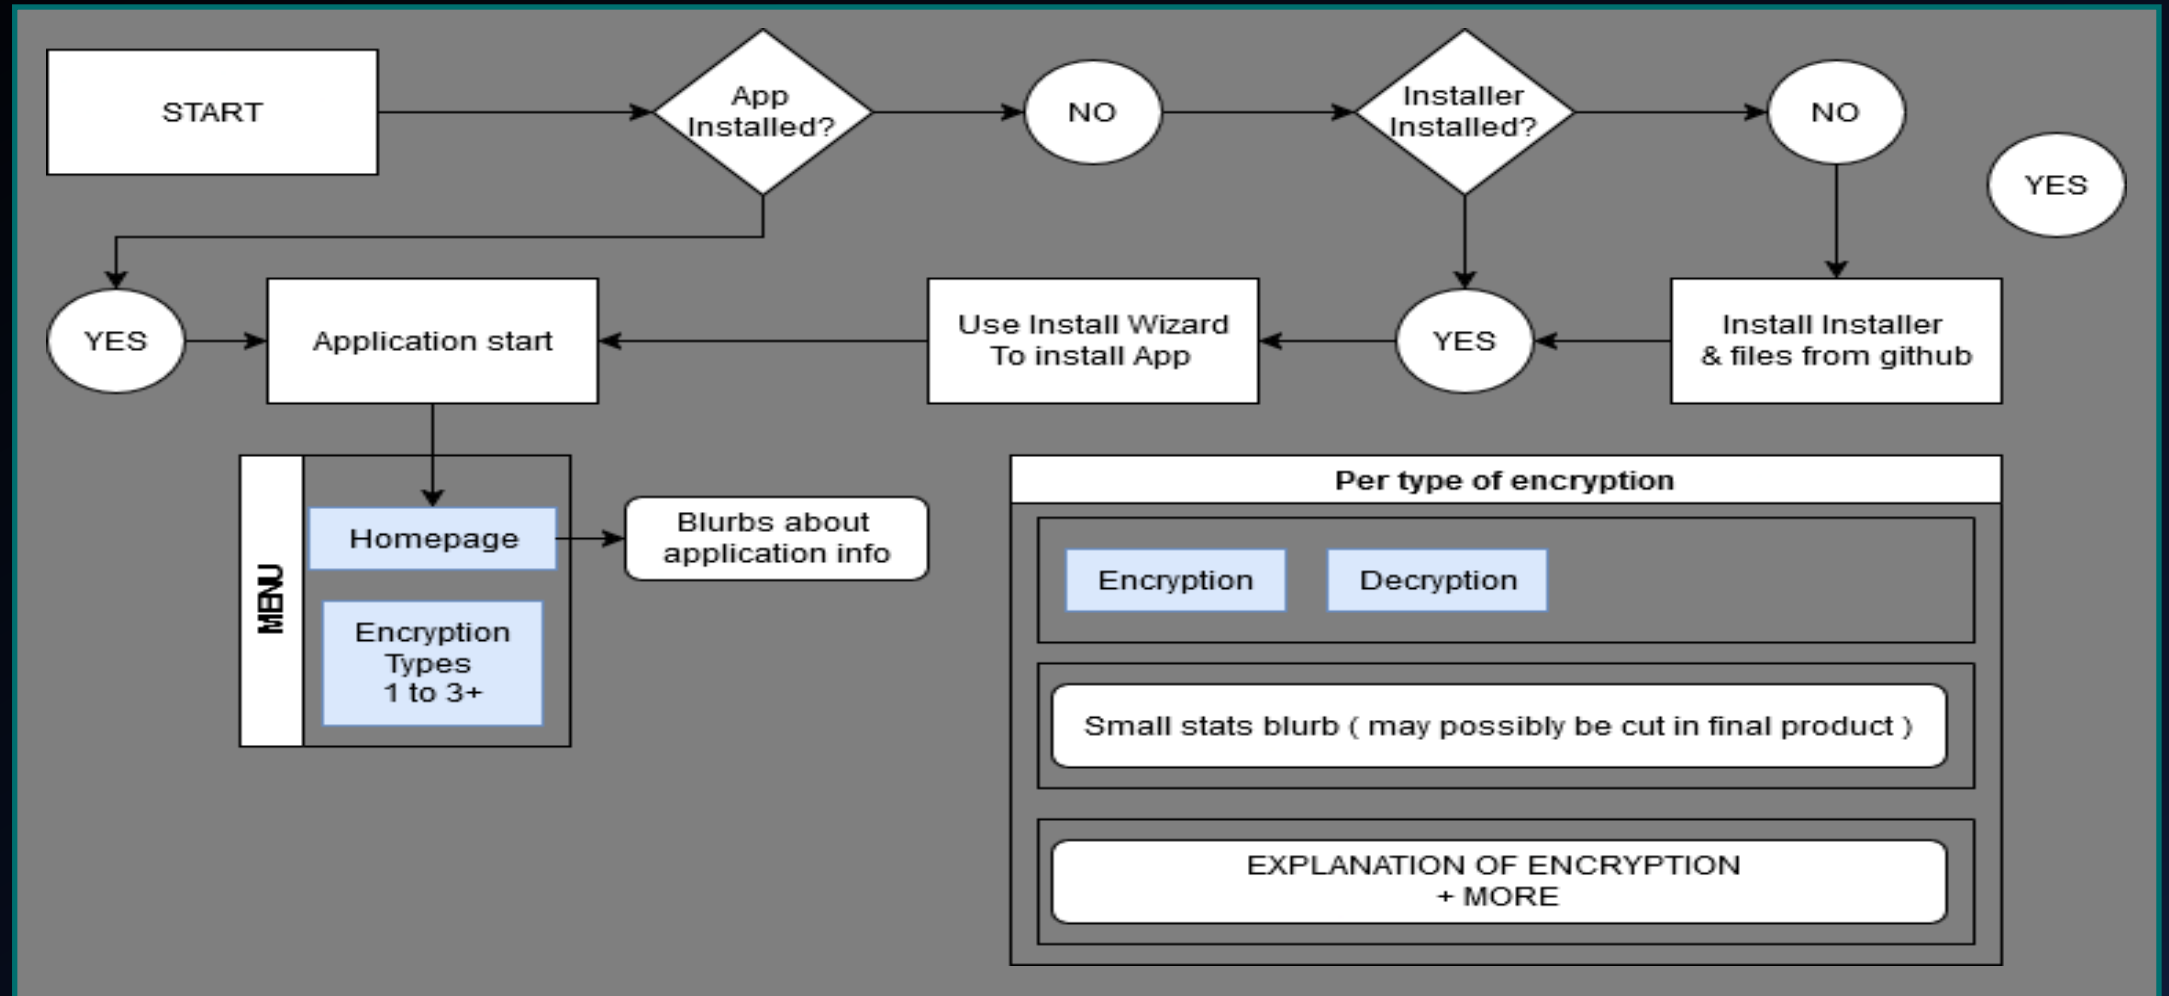 START
App
Installed?
NO
Installer
Installed?
NO
YES
YES
Application start
Use Install Wizard
To install App
YES
Install Installer
& files from github
MENU
Homepage
Blurbs about
application info
Encryption
Types
1 to 3+
Per type of encryption
Encryption
Decryption
Small stats blurb ( may possibly be cut in final product )
EXPLANATION OF ENCRYPTION
+ MORE